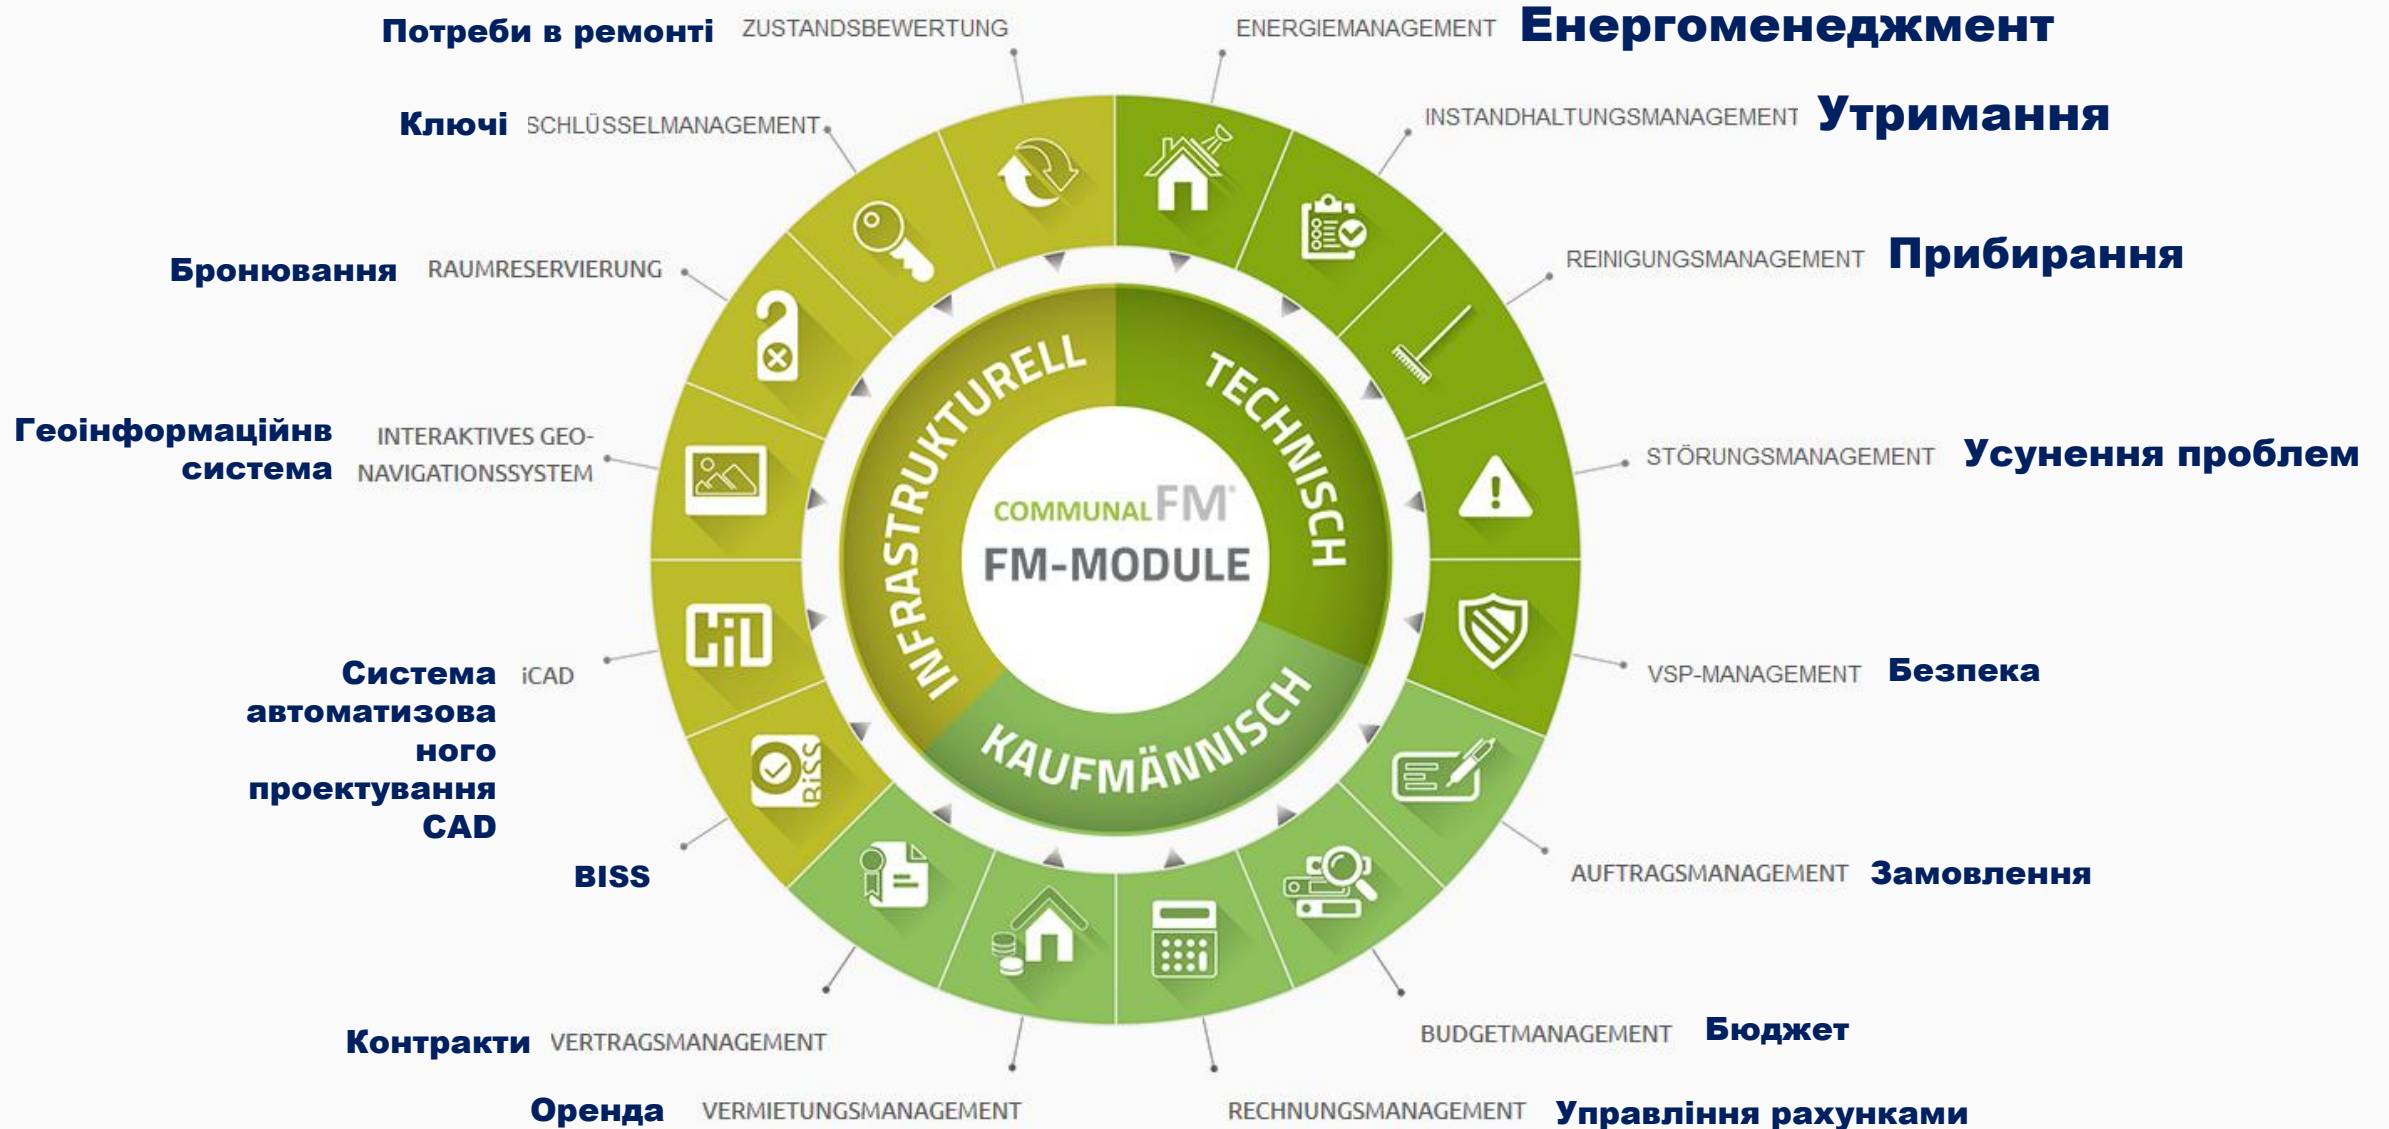 Потреби в ремонті ZUSTANDSBEWERTUNG
ENERGIEMANAGEMENT Енергоменеджмент
Ключі SCHLÜSSELMANAGEMENT
INSTANDHALTUNGSMANAGEMENT Утримання
Бронювання RAUMRESERVIERUNG
REINIGUNGSMANAGEMENT Прибирання
Геоінформаційнв
система
INTERAKTIVES GEO-
NAVIGATIONSSYSTEM
STÖRUNGSMANAGEMENT Усунення проблем
INFRASTRUKTURELL
TECHNISCH
KAUFMÄNNISCH
COMMUNALFM®
FM-MODULE
Система
автоматизова
ного
проектування
CAD
iCAD
VSP-MANAGEMENT Безпека
BiSS
BISS
AUFTRAGSMANAGEMENT Замовлення
Контракти VERTRAGSMANAGEMENT
BUDGETMANAGEMENT Бюджет
Оренда VERMIETUNGSMANAGEMENT
RECHNUNGSMANAGEMENT Управління рахунками